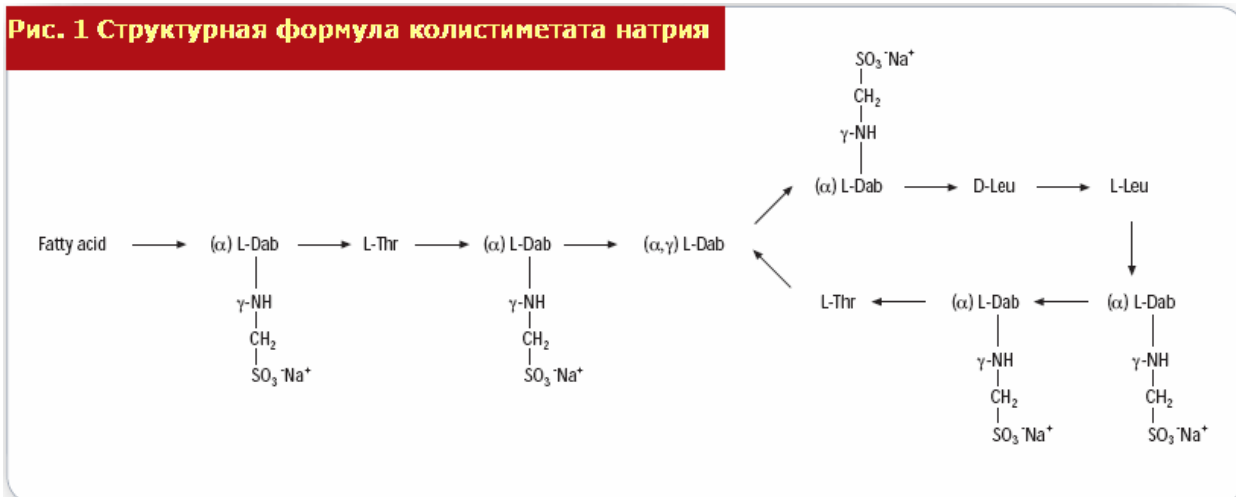 Рис. 1 Структурная формула колистиметата натрия
SO₃⁻Na⁺
CH₂
γ-NH
(α) L-Dab D-Leu L-Leu
Fatty acid (α) L-Dab L-Thr (α) L-Dab (α,γ) L-Dab
L-Thr (α) L-Dab (α) L-Dab
γ-NH γ-NH
CH₂ CH₂
SO₃⁻Na⁺ SO₃⁻Na⁺
γ-NH γ-NH
CH₂ CH₂
SO₃⁻Na⁺ SO₃⁻Na⁺